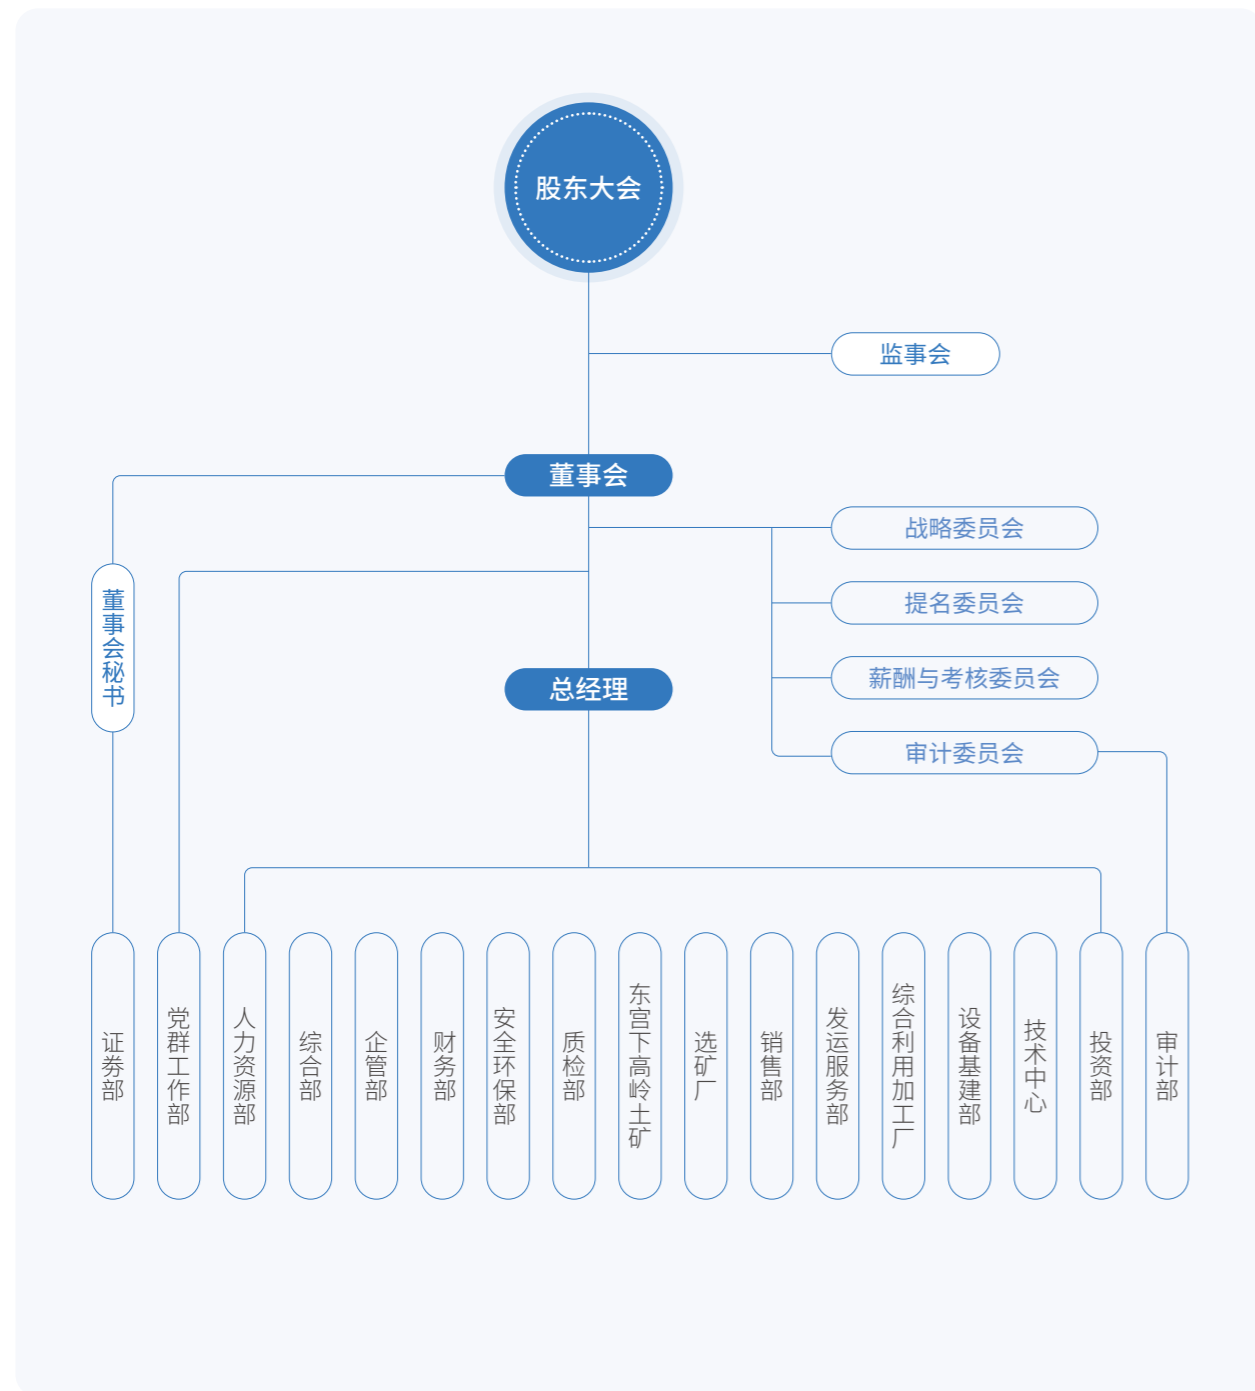 股东大会
监事会
董事会
战略委员会
提名委员会
薪酬与考核委员会
审计委员会
董事会秘书
总经理
证券部
党群工作部
人力资源部
综合部
企管部
财务部
安全环保部
质检部
东宫下高岭土矿
选矿厂
销售部
发运服务部
综合利用加工厂
设备基建部
技术中心
投资部
审计部